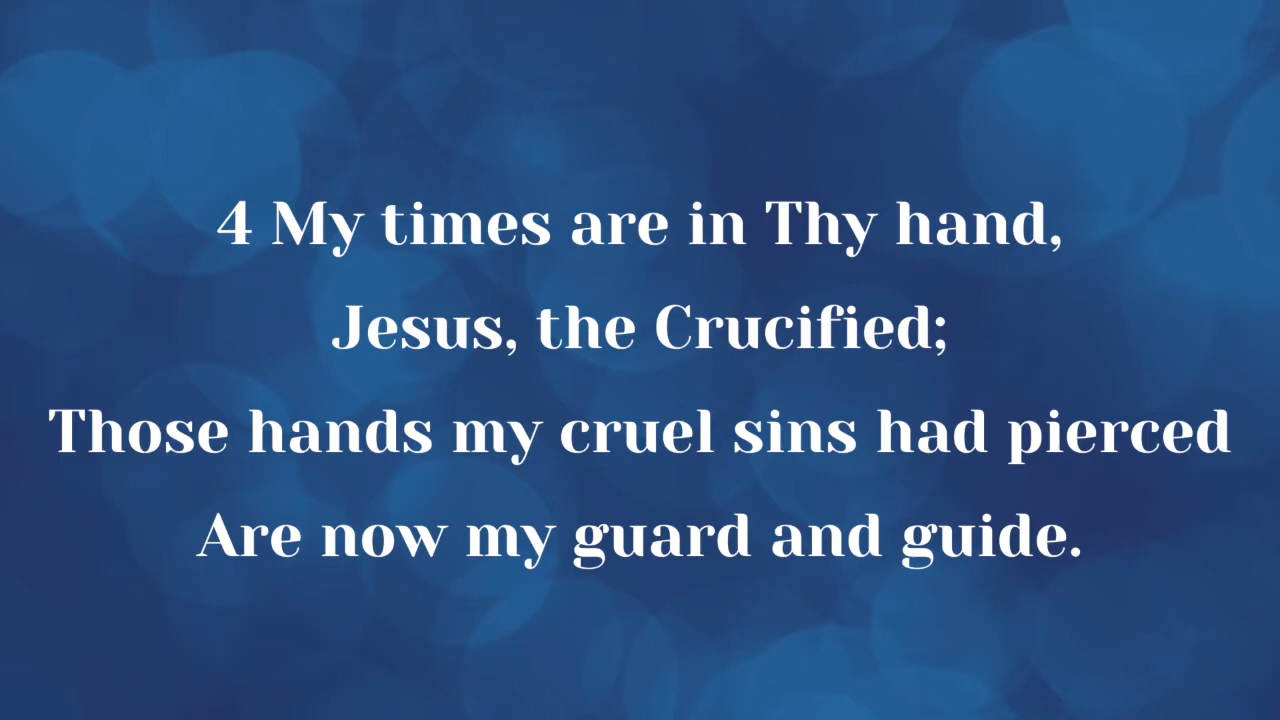 4 My times are in Thy hand,
Jesus, the Crucified;
Those hands my cruel sins had pierced
Are now my guard and guide.